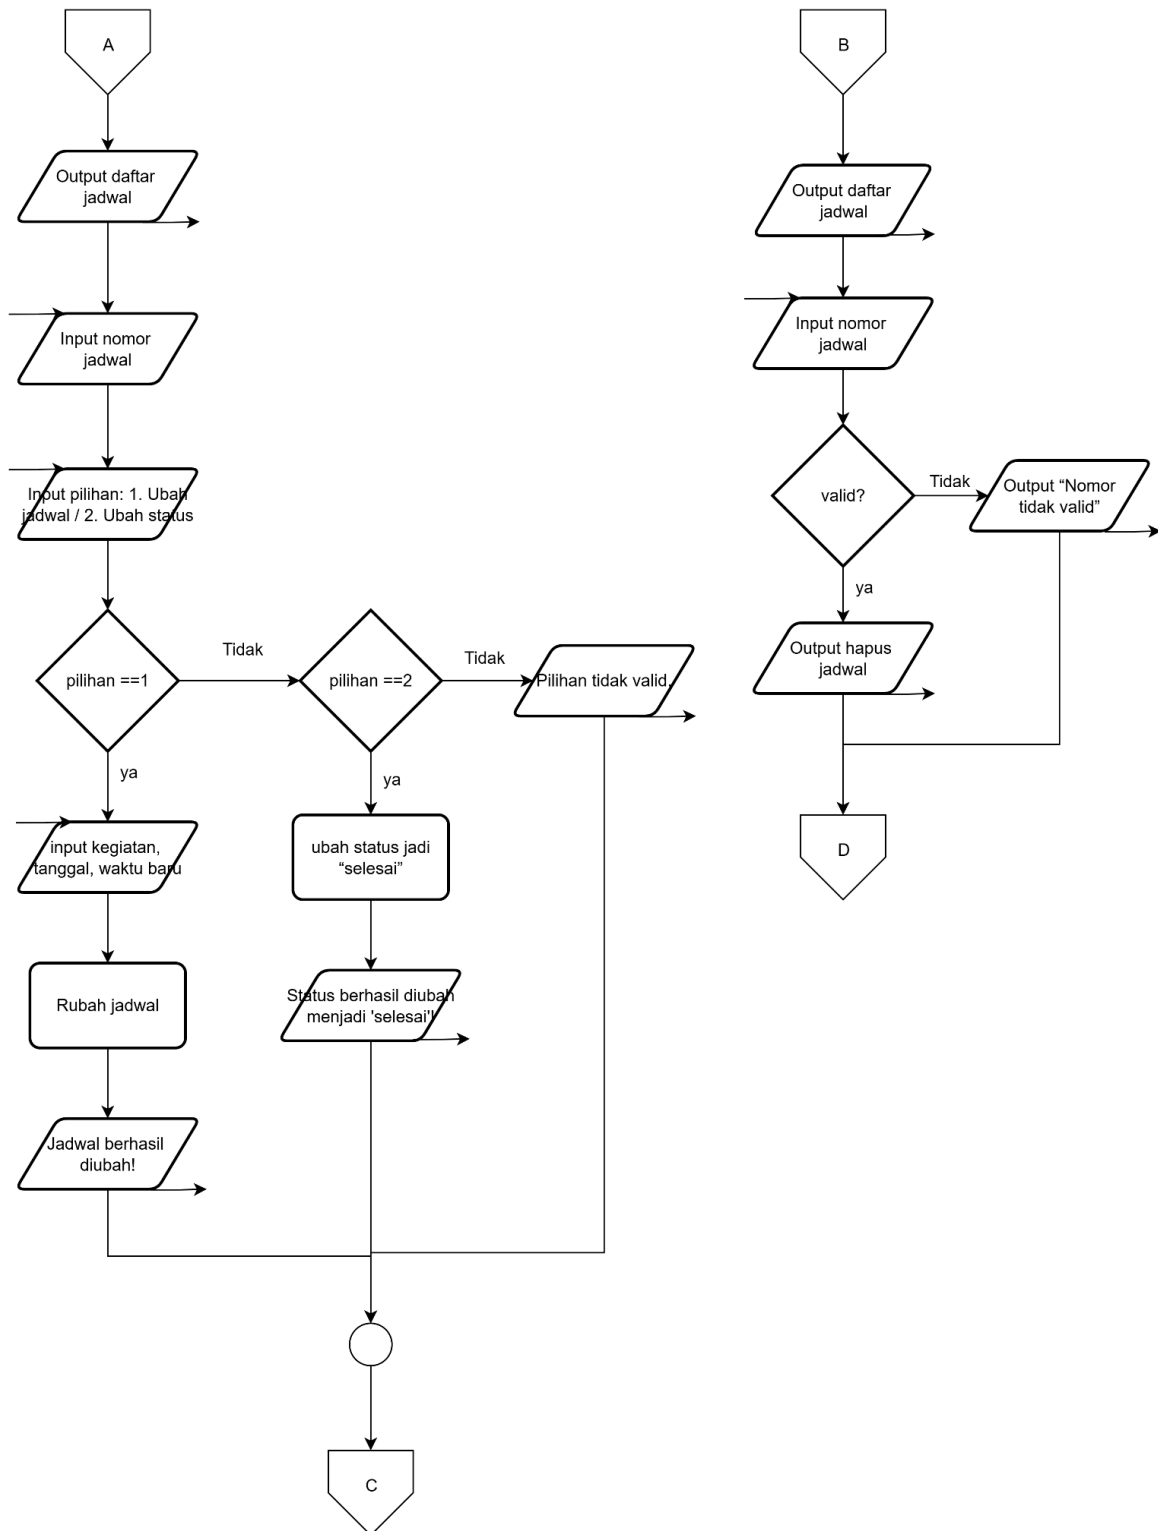 A
Output daftar
jadwal
Input nomor
jadwal
Input pilihan: 1. Ubah
jadwal / 2. Ubah status
pilihan ==1
Tidak
pilihan ==2
Tidak
Pilihan tidak valid.
ya
ya
input kegiatan,
tanggal, waktu baru
ubah status jadi
“selesai”
Rubah jadwal
Status berhasil diubah
menjadi 'selesai'!
Jadwal berhasil
diubah!
C
B
Output daftar
jadwal
Input nomor
jadwal
valid?
Tidak
Output “Nomor
tidak valid”
ya
Output hapus
jadwal
D